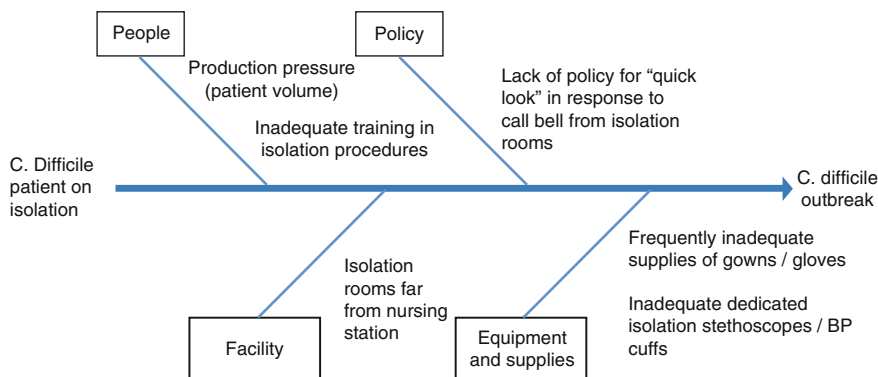 People
Production pressure
(patient volume)
Inadequate training in
isolation procedures
Policy
Lack of policy for “quick
look” in response to
call bell from isolation
rooms
C. Difficile
patient on
isolation
C. difficile
outbreak
Facility
Isolation
rooms far
from nursing
station
Equipment
and supplies
Frequently inadequate
supplies of gowns / gloves
Inadequate dedicated
isolation stethoscopes / BP
cuffs